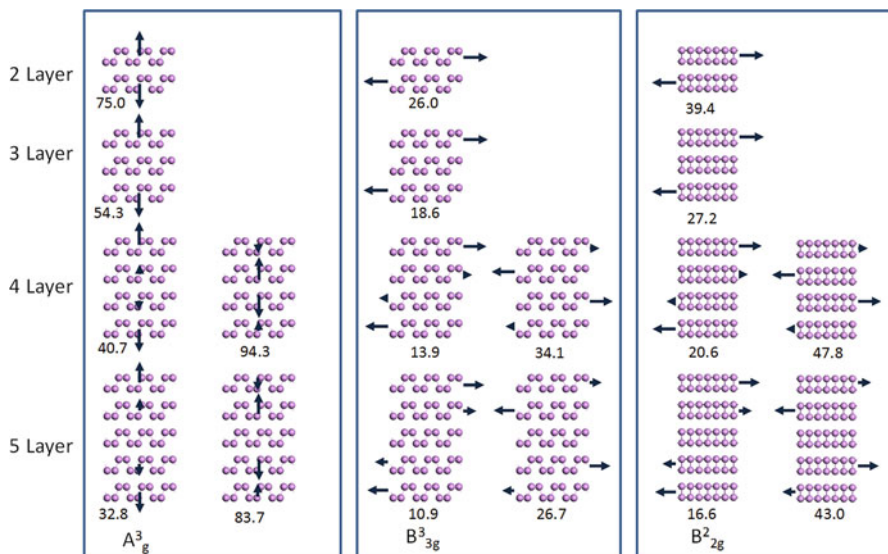 2 Layer
75.0
26.0
39.4
3 Layer
54.3
18.6
27.2
4 Layer
40.7
94.3
13.9
34.1
20.6
47.8
5 Layer
32.8
83.7
10.9
26.7
16.6
43.0
A³g
B³3g
B²2g